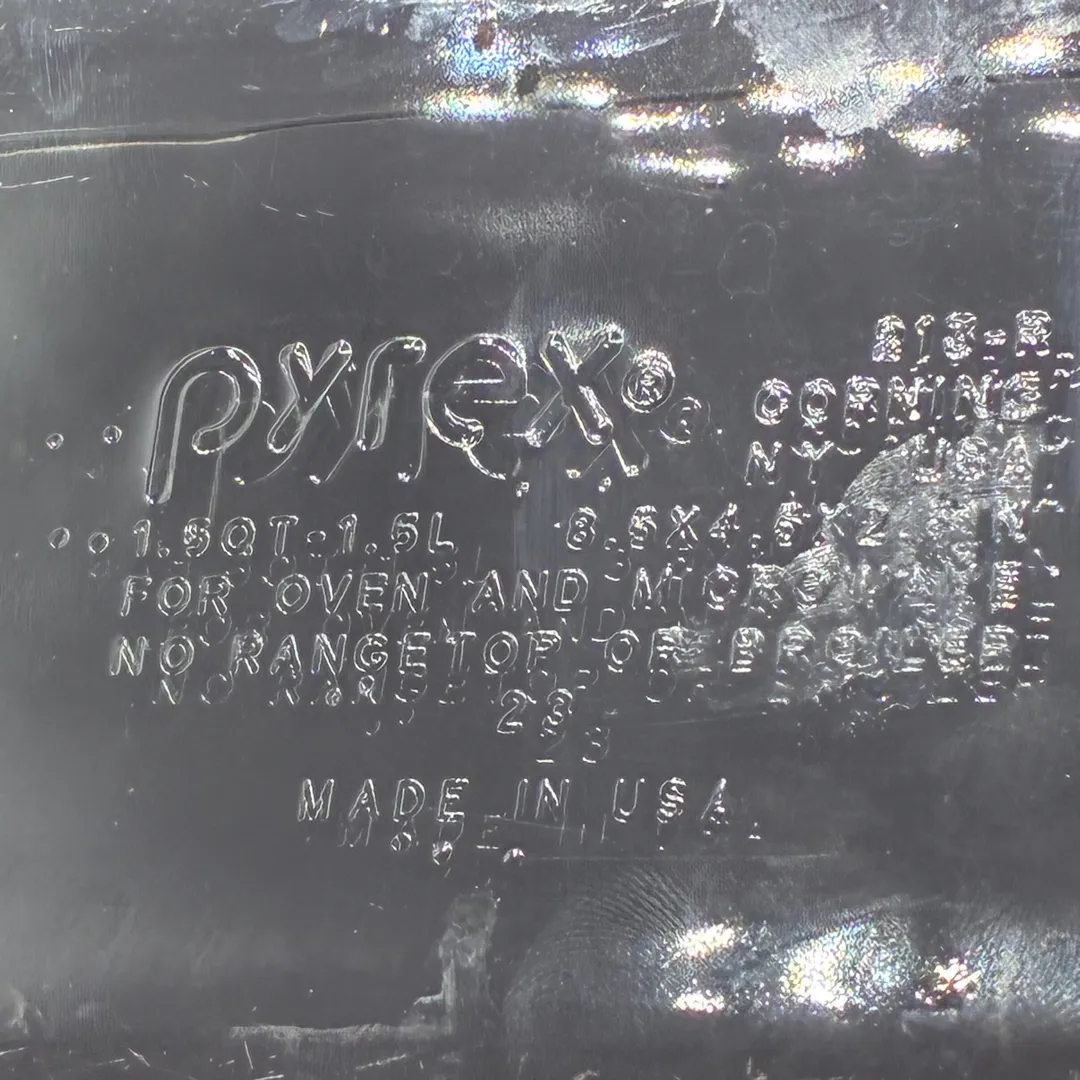 pyrex®
213-R
CORNING
NY USA
1.5QT-1.5L 8.5X4.5X2.5IN
FOR OVEN AND MICROWAVE
NO RANGETOP OR BROILER
23
MADE IN USA